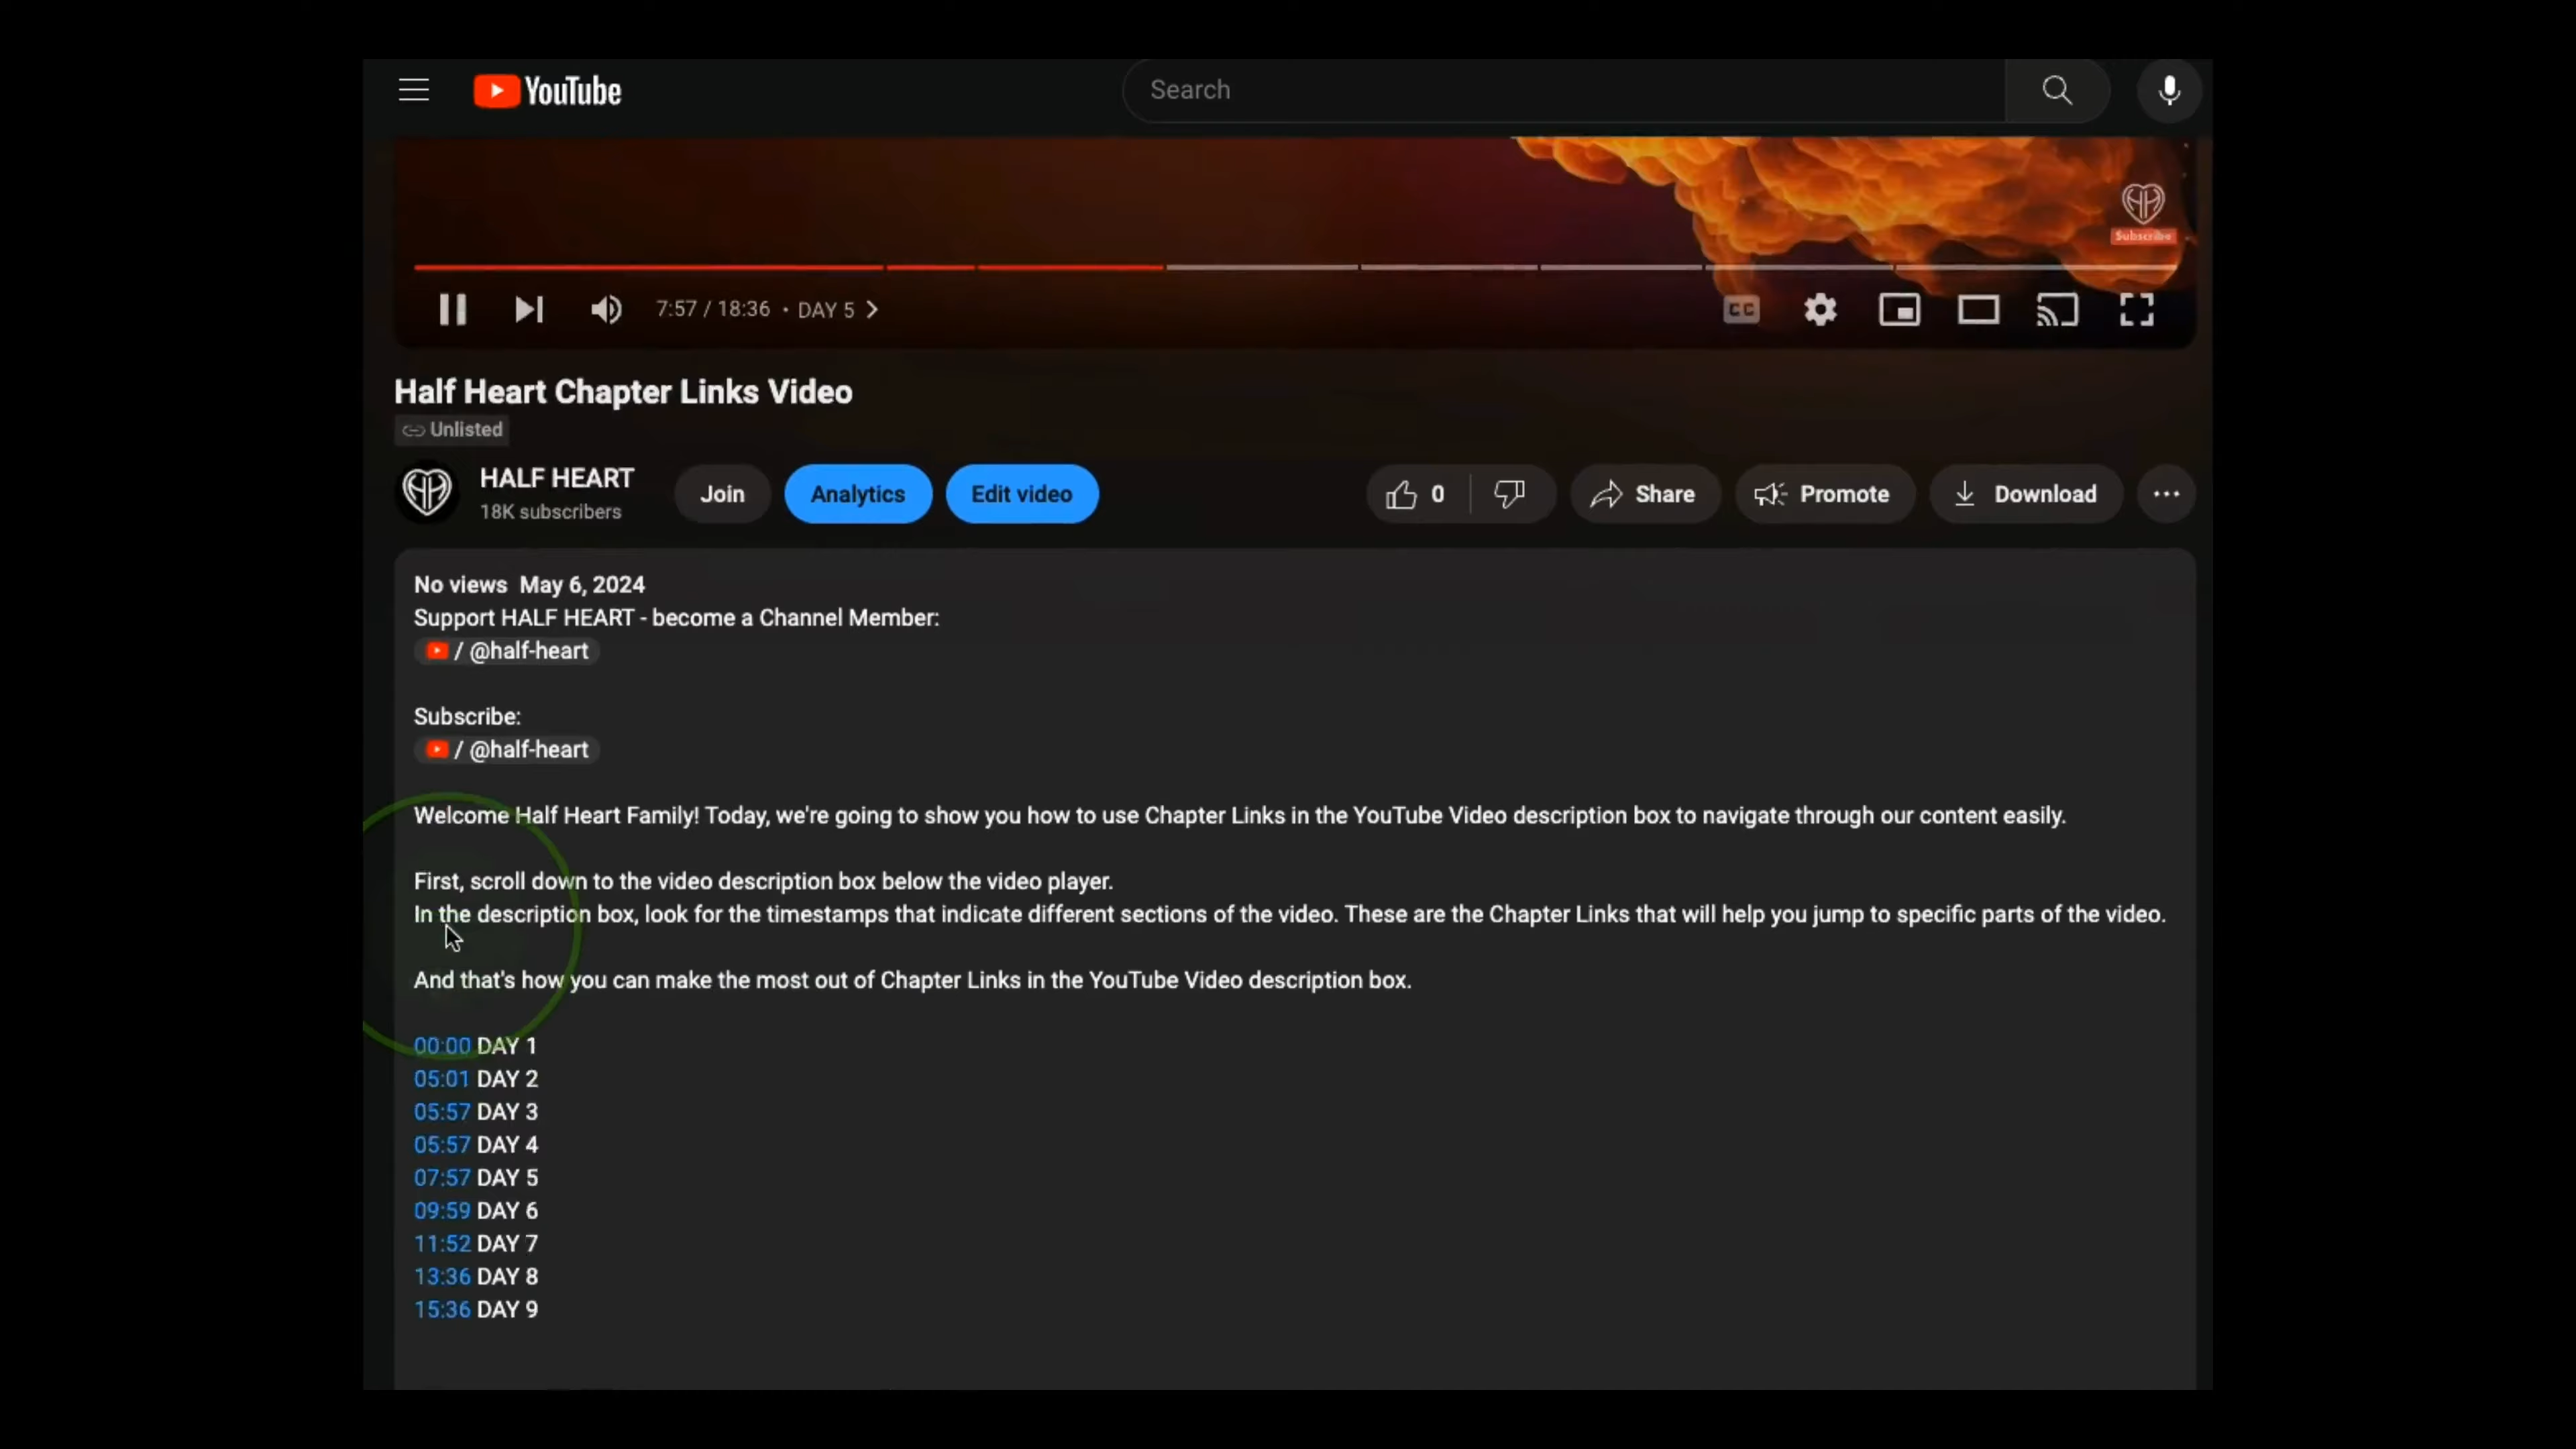 YouTube
Search
Subscribe
CC
7:57 / 18:36 • DAY 5
Half Heart Chapter Links Video
Unlisted
HALF HEART
18K subscribers
Join
Analytics
Edit video
0
Share
Promote
Download
No views May 6, 2024
Support HALF HEART - become a Channel Member:
/ @half-heart
Subscribe:
/ @half-heart
Welcome Half Heart Family! Today, we're going to show you how to use Chapter Links in the YouTube Video description box to navigate through our content easily.
First, scroll down to the video description box below the video player.
In the description box, look for the timestamps that indicate different sections of the video. These are the Chapter Links that will help you jump to specific parts of the video.
And that's how you can make the most out of Chapter Links in the YouTube Video description box.
00:00 DAY 1
05:01 DAY 2
05:57 DAY 3
05:57 DAY 4
07:57 DAY 5
09:59 DAY 6
11:52 DAY 7
13:36 DAY 8
15:36 DAY 9